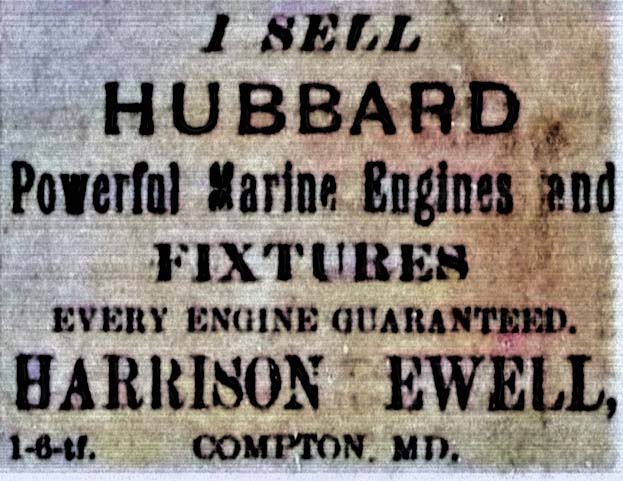 I SELL
HUBBARD
Powerful Marine Engines and
FIXTURES
EVERY ENGINE GUARANTEED.
HARRISON EWELL,
1-6-tf. COMPTON, MD.